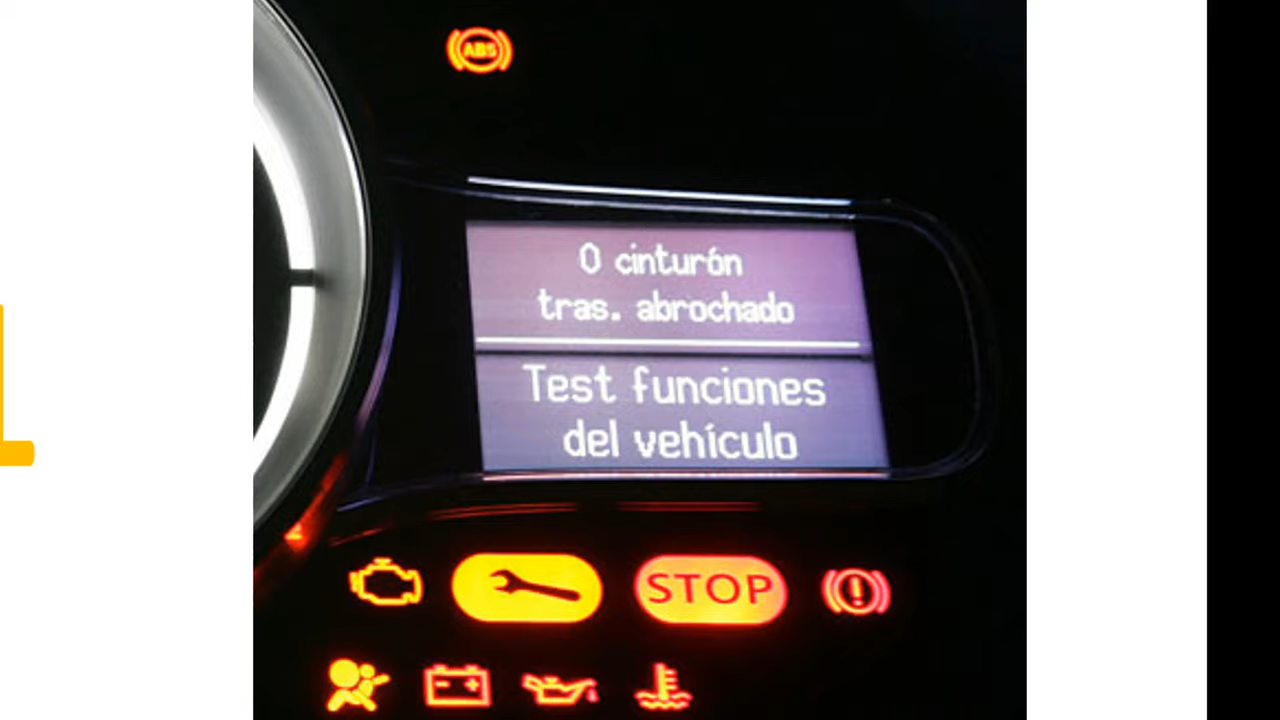 ABS
0 cinturón
tras. abrochado
Test funciones
del vehículo
STOP